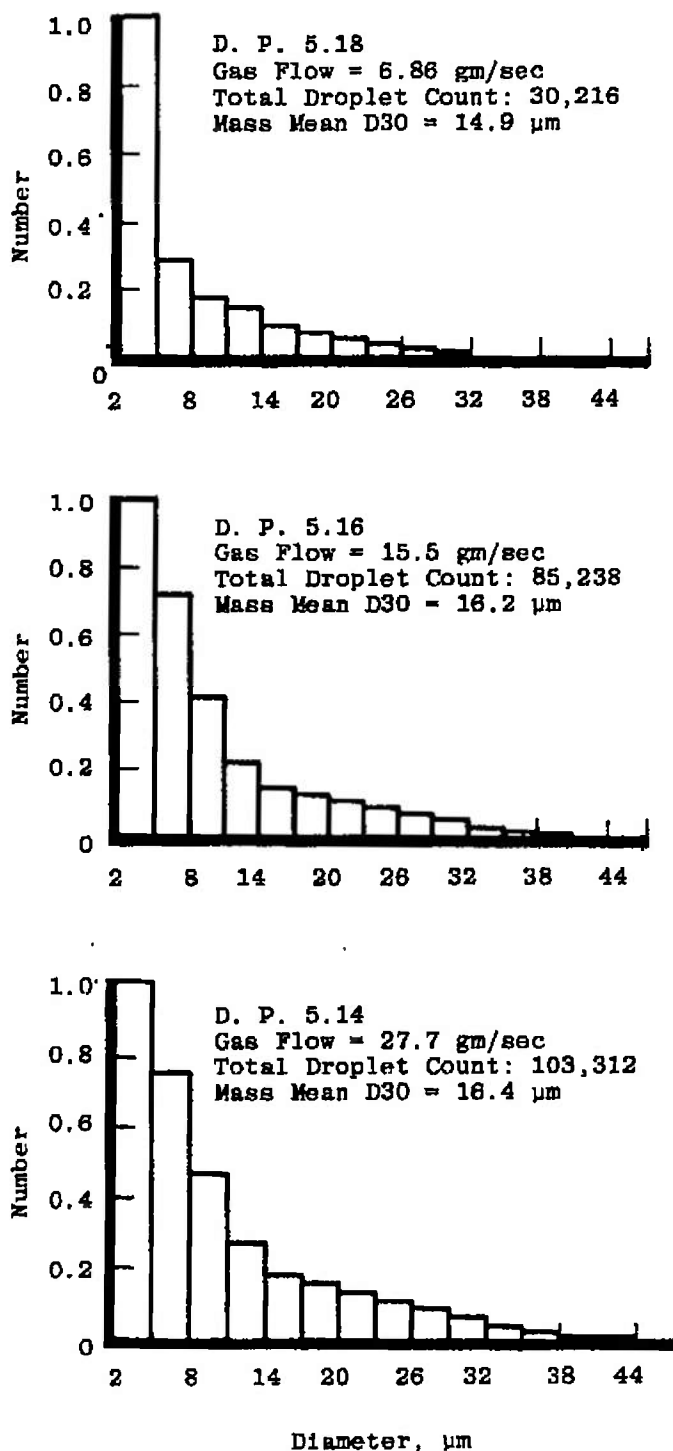 1.0
0.8
0.6
0.4
0.2
0
Number
D. P. 5.18
Gas Flow = 6.86 gm/sec
Total Droplet Count: 30,216
Mass Mean D30 = 14.9 µm
2 8 14 20 26 32 38 44
1.0
0.8
0.6
0.4
0.2
0
Number
D. P. 5.16
Gas Flow = 15.5 gm/sec
Total Droplet Count: 85,238
Mass Mean D30 = 16.2 µm
2 8 14 20 26 32 38 44
1.0
0.8
0.6
0.4
0.2
0
Number
D. P. 5.14
Gas Flow = 27.7 gm/sec
Total Droplet Count: 103,312
Mass Mean D30 = 16.4 µm
2 8 14 20 26 32 38 44
Diameter, µm